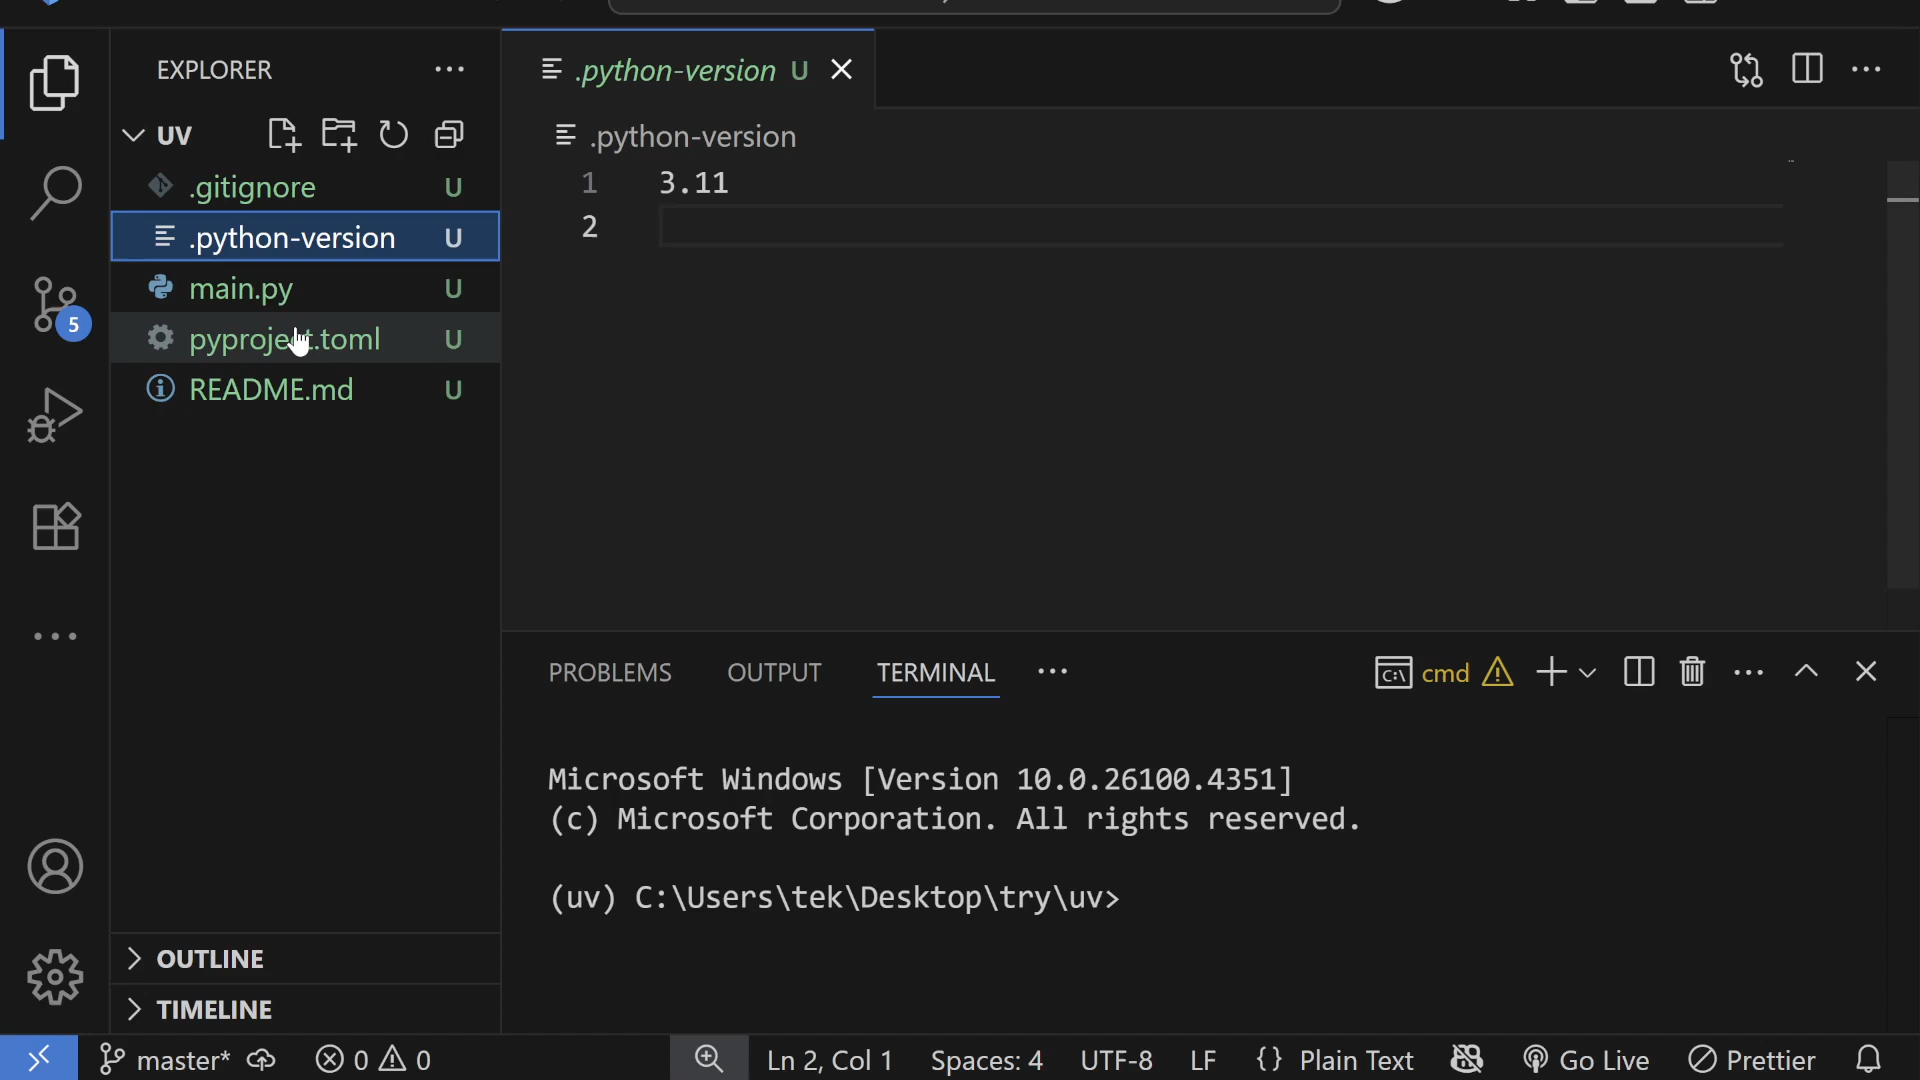 EXPLORER
UV
.gitignore U
.python-version U
main.py U
pyproject.toml U
README.md U
5
OUTLINE
TIMELINE
.python-version U
.python-version
1 3.11
2
PROBLEMS OUTPUT TERMINAL
cmd
Microsoft Windows [Version 10.0.26100.4351]
(c) Microsoft Corporation. All rights reserved.
(uv) C:\Users\tek\Desktop\try\uv>
master* 0 0 Ln 2, Col 1 Spaces: 4 UTF-8 LF {} Plain Text Go Live Prettier